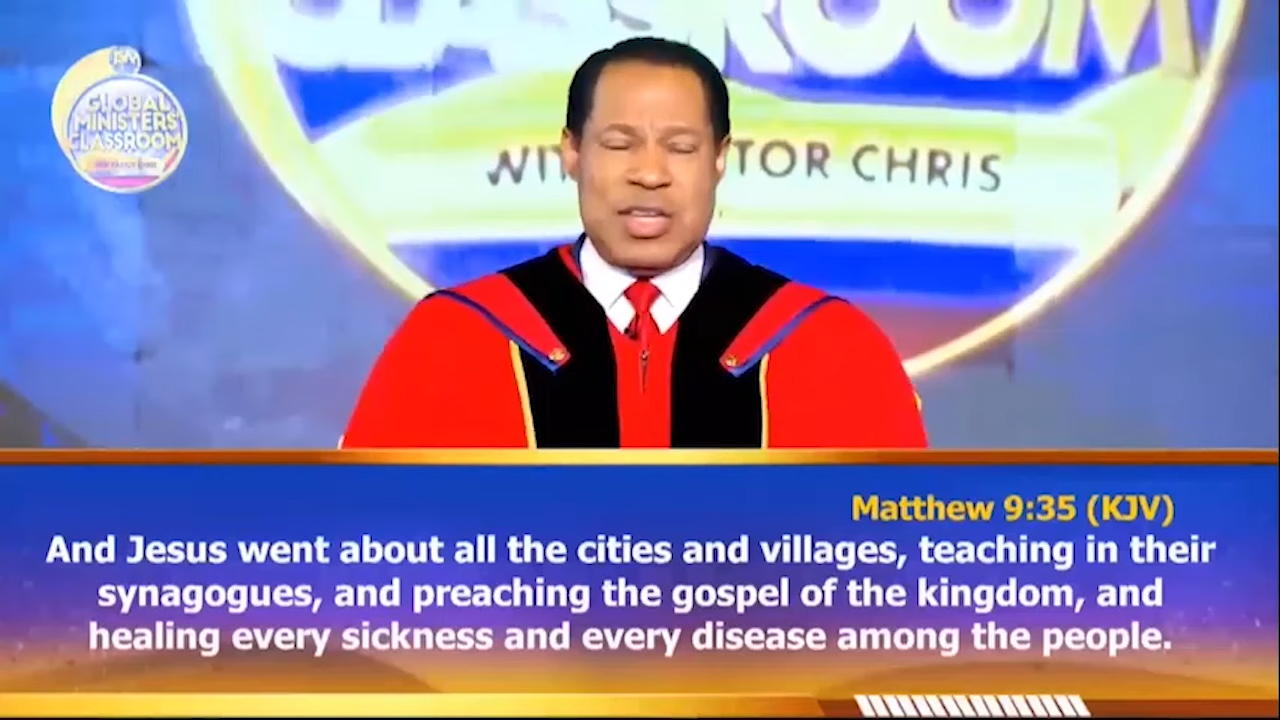 CLASSROOM
GLOBAL
MINISTERS'
CLASSROOM
WIT TOR CHRIS
Matthew 9:35 (KJV)
And Jesus went about all the cities and villages, teaching in their
synagogues, and preaching the gospel of the kingdom, and
healing every sickness and every disease among the people.